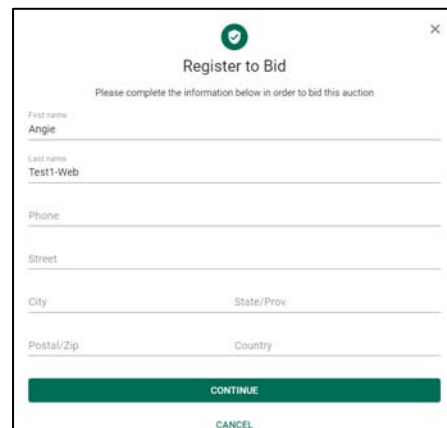 Register to Bid
Please complete the information below in order to bid this auction
First name
Angie
Last name
Test1-Web
Phone
Street
City State/Prov.
Postal/Zip Country
CONTINUE
CANCEL